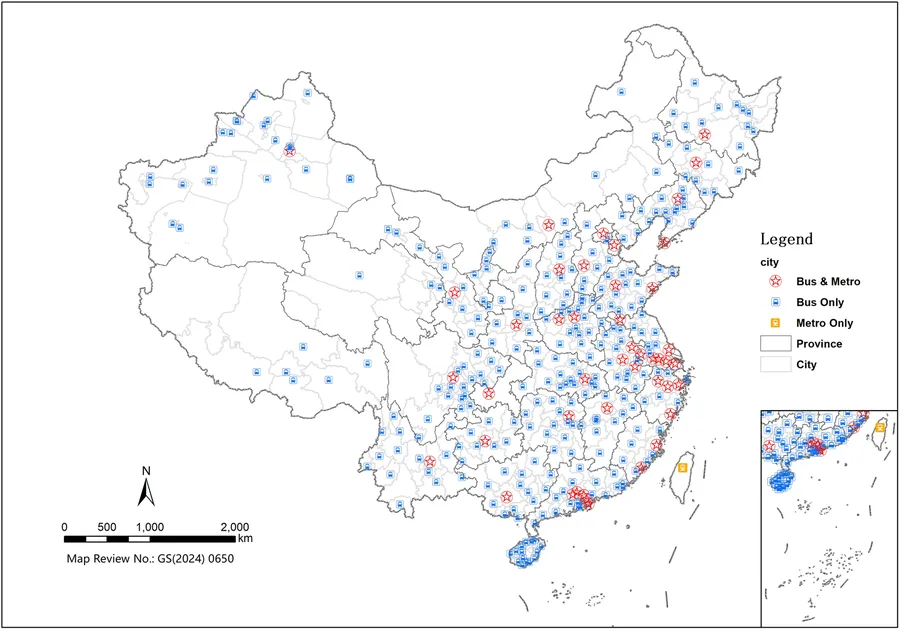 Legend
city
Bus & Metro
Bus Only
Metro Only
Province
City
N
0 500 1,000 2,000
km
Map Review No.: GS(2024) 0650